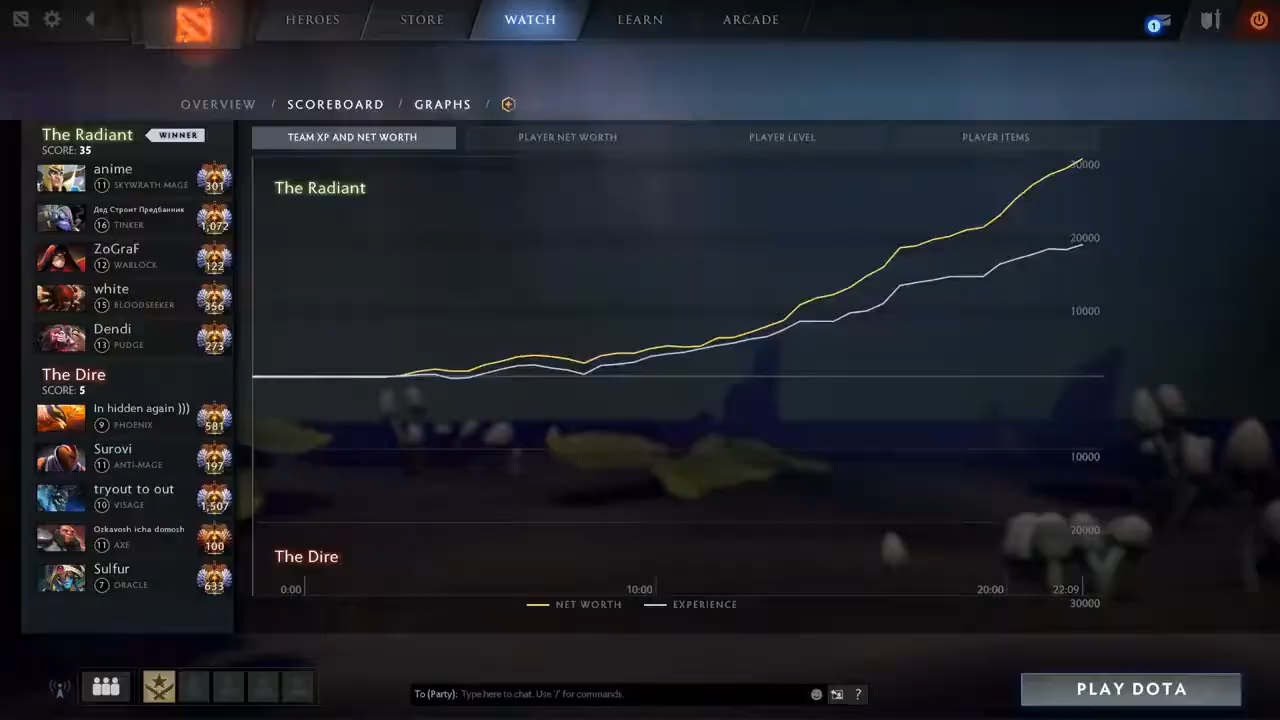 HEROES
STORE
WATCH
LEARN
ARCADE
1
OVERVIEW / SCOREBOARD / GRAPHS /
The Radiant WINNER
SCORE: 35
anime
11 SKYWRATH MAGE
301
Дед Строит Предбанник
16 TINKER
1,072
ZoGraF
12 WARLOCK
122
white
15 BLOODSEEKER
356
Dendi
13 PUDGE
273
The Dire
SCORE: 5
In hidden again )))
9 PHOENIX
581
Surovi
11 ANTI-MAGE
197
tryout to out
10 VISAGE
1,507
Ozkavosh icha domosh
11 AXE
100
Sulfur
7 ORACLE
633
TEAM XP AND NET WORTH
PLAYER NET WORTH
PLAYER LEVEL
PLAYER ITEMS
The Radiant
30000
20000
10000
10000
20000
The Dire
0:00
10:00
20:00
22:09
30000
NET WORTH
EXPERIENCE
To (Party): Type here to chat. Use '/' for commands.
?
PLAY DOTA